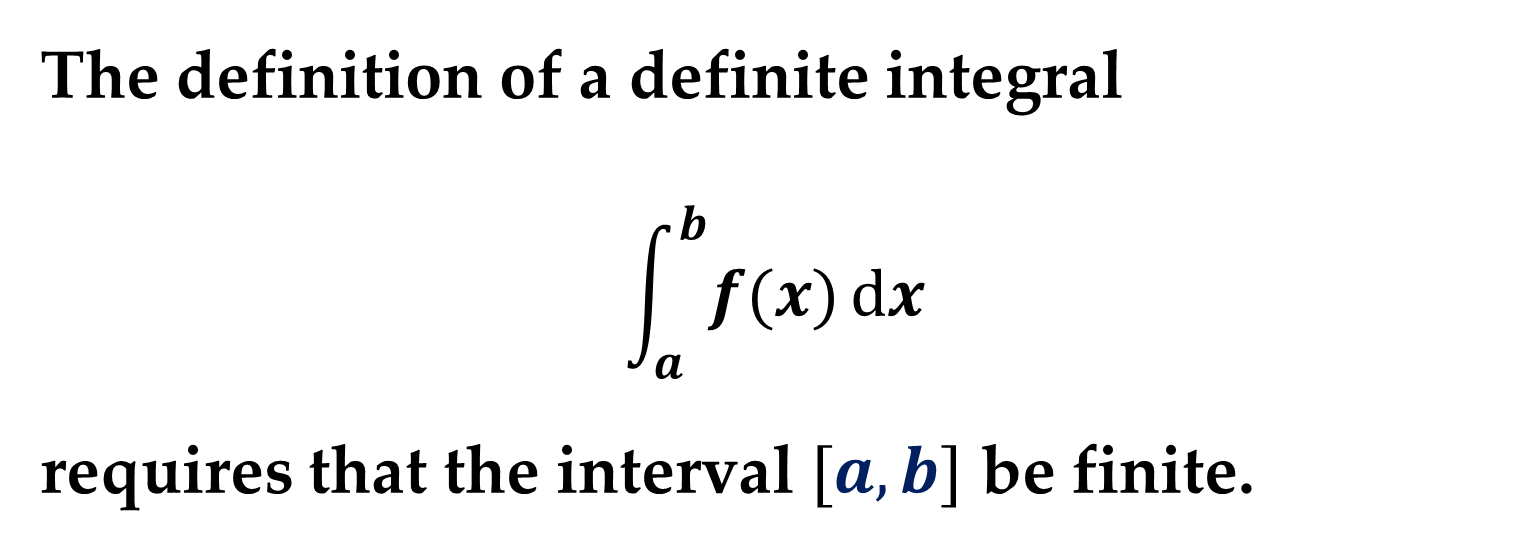 The definition of a definite integral
∫_a^b f(x) dx
requires that the interval [a, b] be finite.